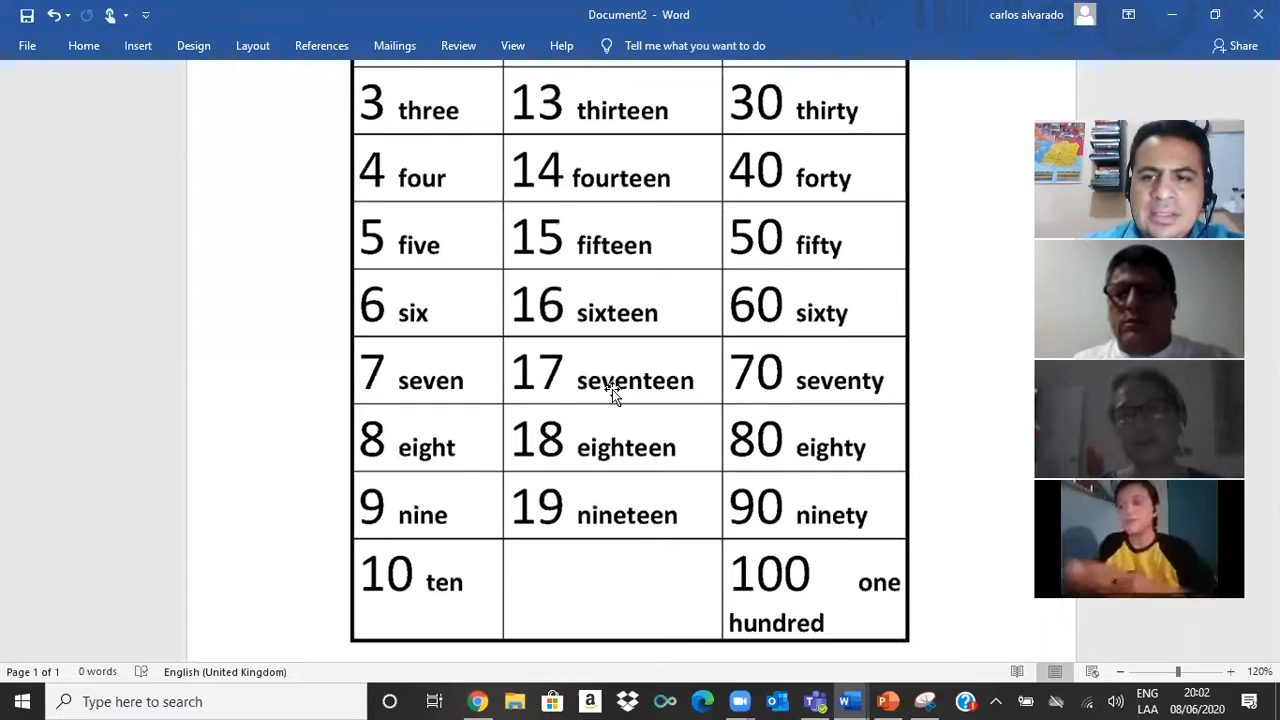 Document2 - Word
carlos alvarado
File Home Insert Design Layout References Mailings Review View Help Tell me what you want to do Share
3 three 13 thirteen 30 thirty
4 four 14 fourteen 40 forty
5 five 15 fifteen 50 fifty
6 six 16 sixteen 60 sixty
7 seven 17 seventeen 70 seventy
8 eight 18 eighteen 80 eighty
9 nine 19 nineteen 90 ninety
10 ten 100 one
hundred
Page 1 of 1 0 words English (United Kingdom) 120%
Type here to search
ENG 20:02
LAA 08/06/2020